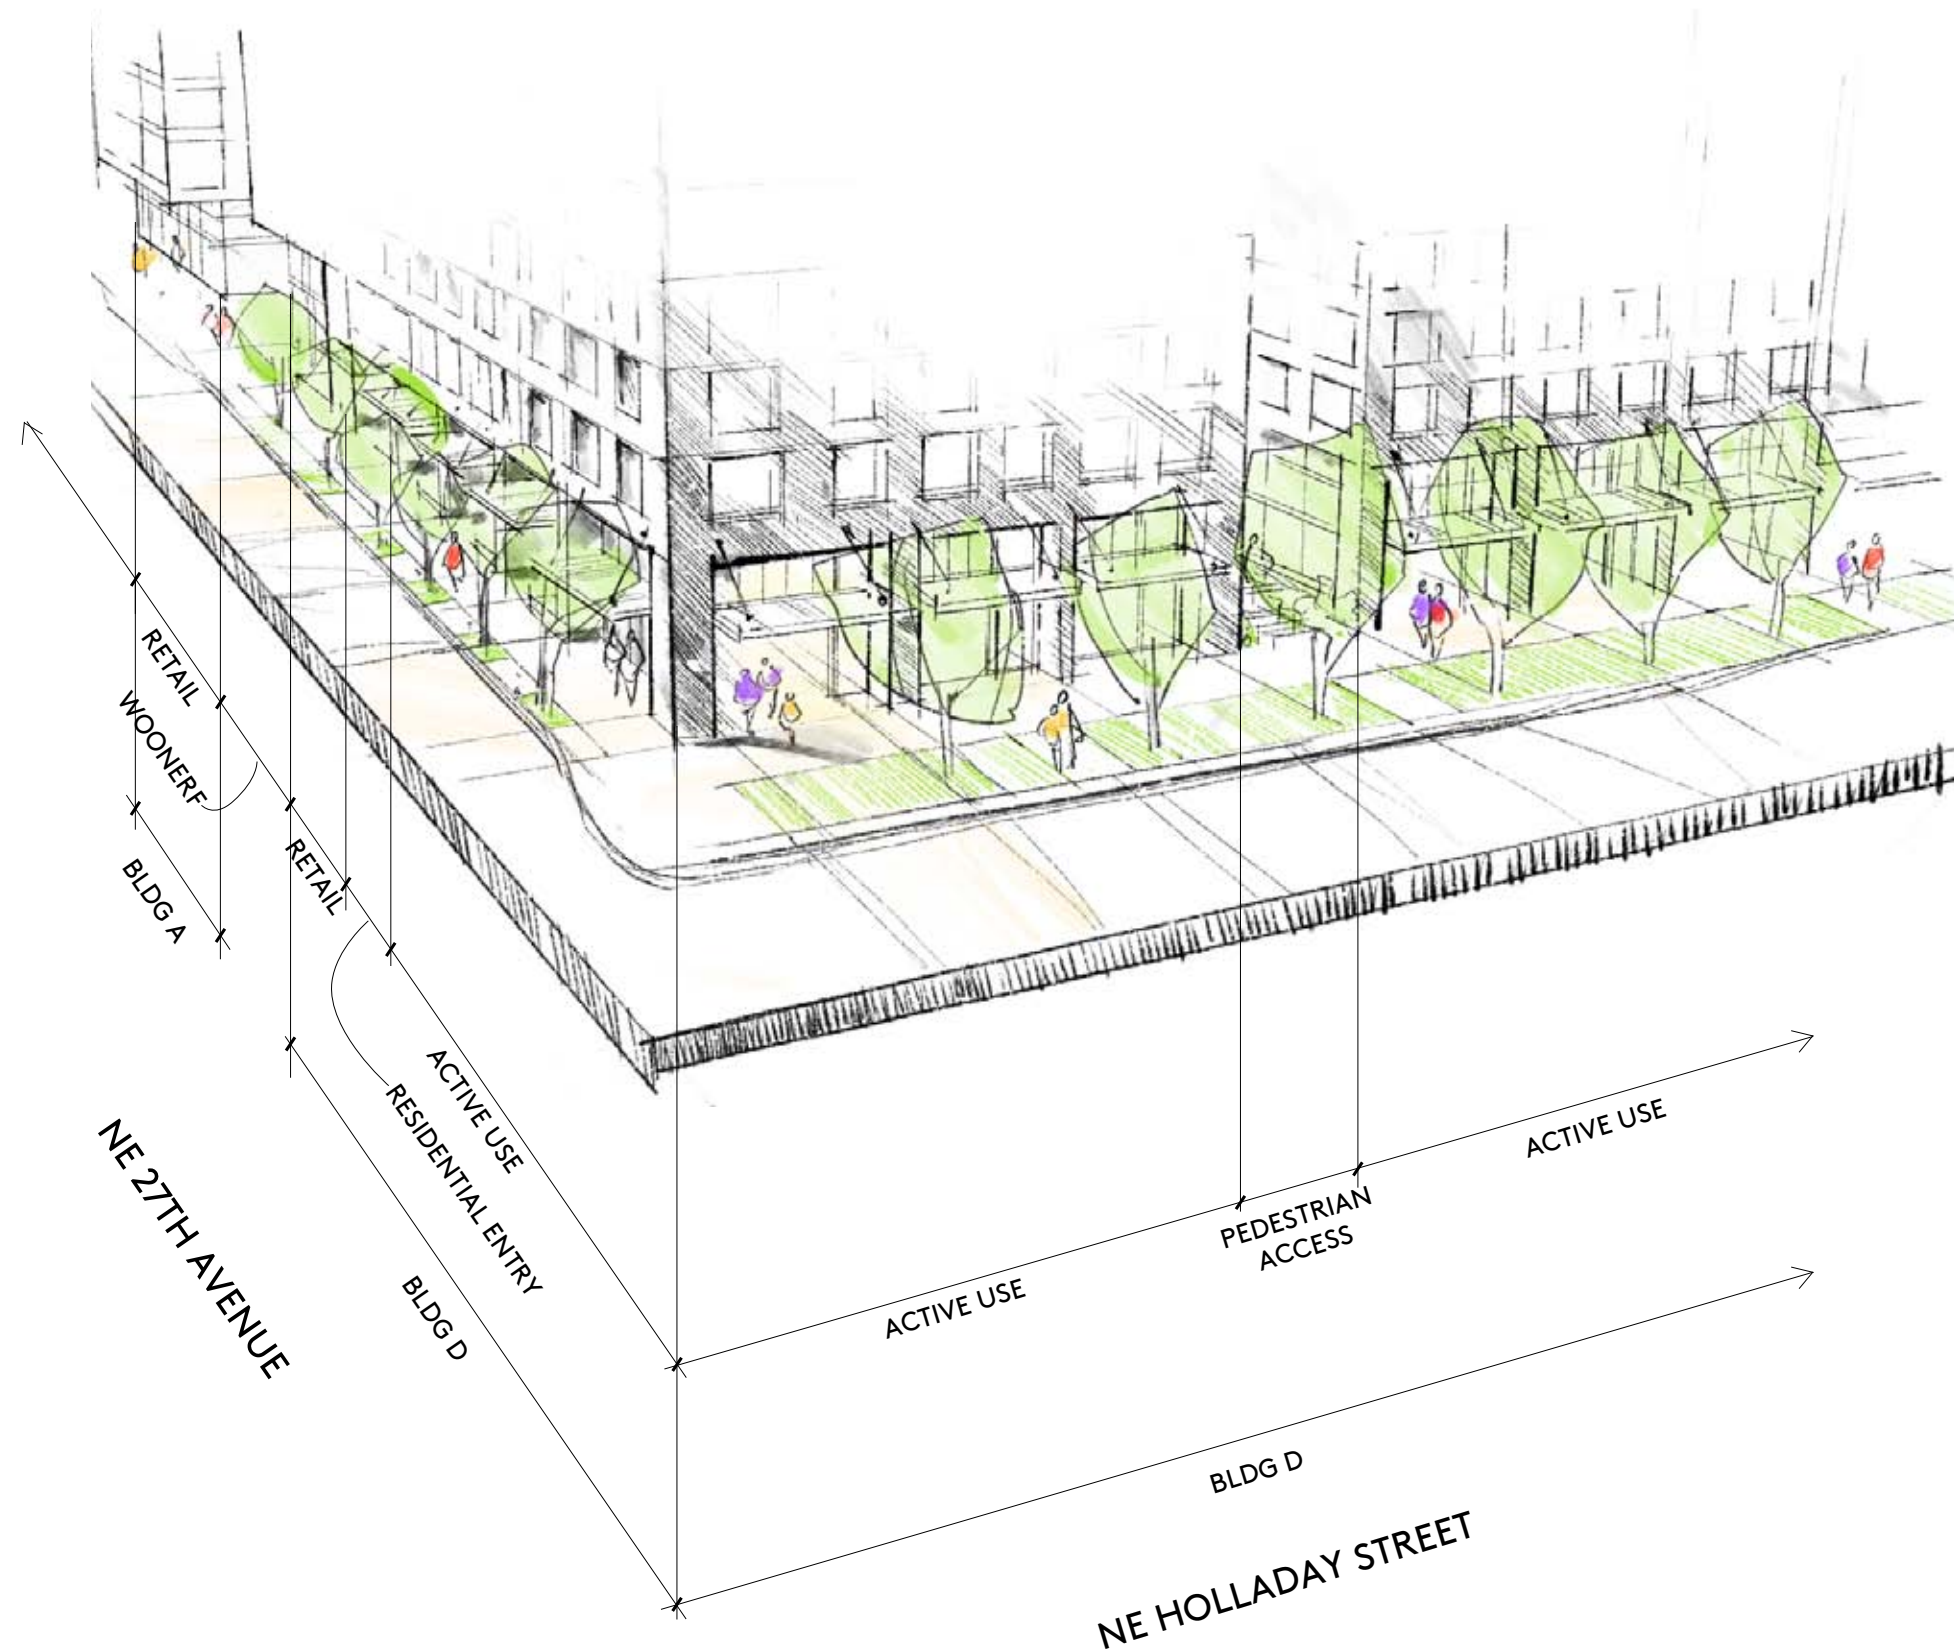 RETAIL
WOONERF
BLDG A
RETAIL
ACTIVE USE
RESIDENTIAL ENTRY
BLDG D
NE 27TH AVENUE
ACTIVE USE
PEDESTRIAN
ACCESS
ACTIVE USE
BLDG D
NE HOLLADAY STREET